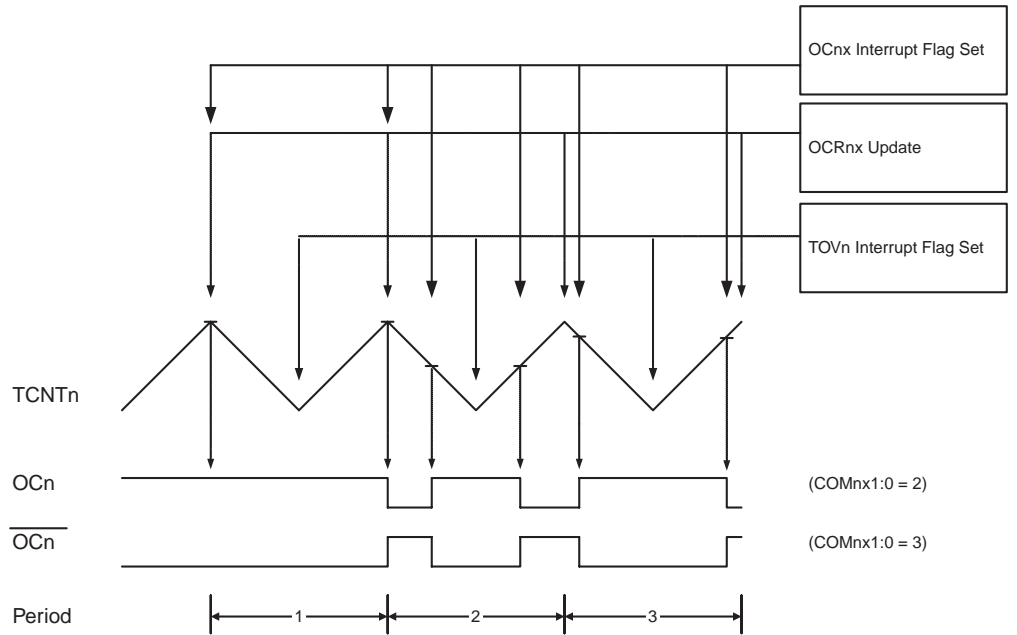 OCnx Interrupt Flag Set
OCRnx Update
TOVn Interrupt Flag Set
TCNTn
OCn
(COMnx1:0 = 2)
OCn
(COMnx1:0 = 3)
Period
1
2
3